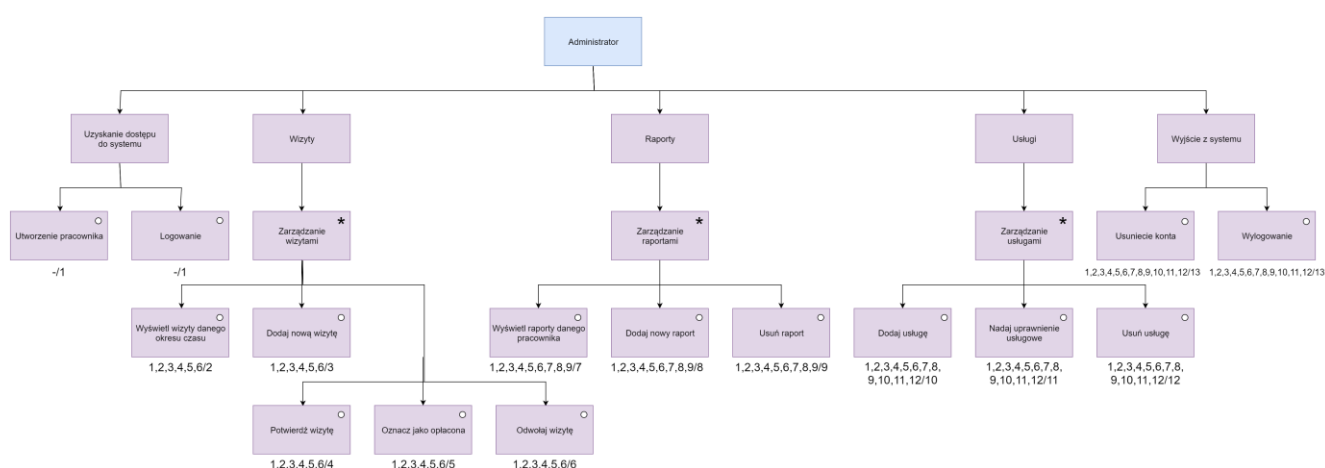 Administrator
Uzyskanie dostępu
do systemu
Wizyty
Raporty
Usługi
Wyjście z systemu
Utworzenie pracownika
Logowanie
*
Zarządzanie
wizytami
*
Zarządzanie
raportami
*
Zarządzanie
usługami
Usuniecie konta
Wylogowanie
-/1
-/1
1,2,3,4,5,6,7,8,9,10,11,12/13
1,2,3,4,5,6,7,8,9,10,11,12/13
Wyświetl wizyty danego
okresu czasu
Dodaj nową wizytę
Wyświetl raporty danego
pracownika
Dodaj nowy raport
Usuń raport
Dodaj usługę
Nadaj uprawnienie
usługowe
Usuń usługę
1,2,3,4,5,6/2
1,2,3,4,5,6/3
1,2,3,4,5,6,7,8,9/7
1,2,3,4,5,6,7,8,9/8
1,2,3,4,5,6,7,8,9/9
1,2,3,4,5,6,7,8,
9,10,11,12/10
1,2,3,4,5,6,7,8,
9,10,11,12/11
1,2,3,4,5,6,7,8,
9,10,11,12/12
Potwierdź wizytę
Oznacz jako opłacona
Odwołaj wizytę
1,2,3,4,5,6/4
1,2,3,4,5,6/5
1,2,3,4,5,6/6